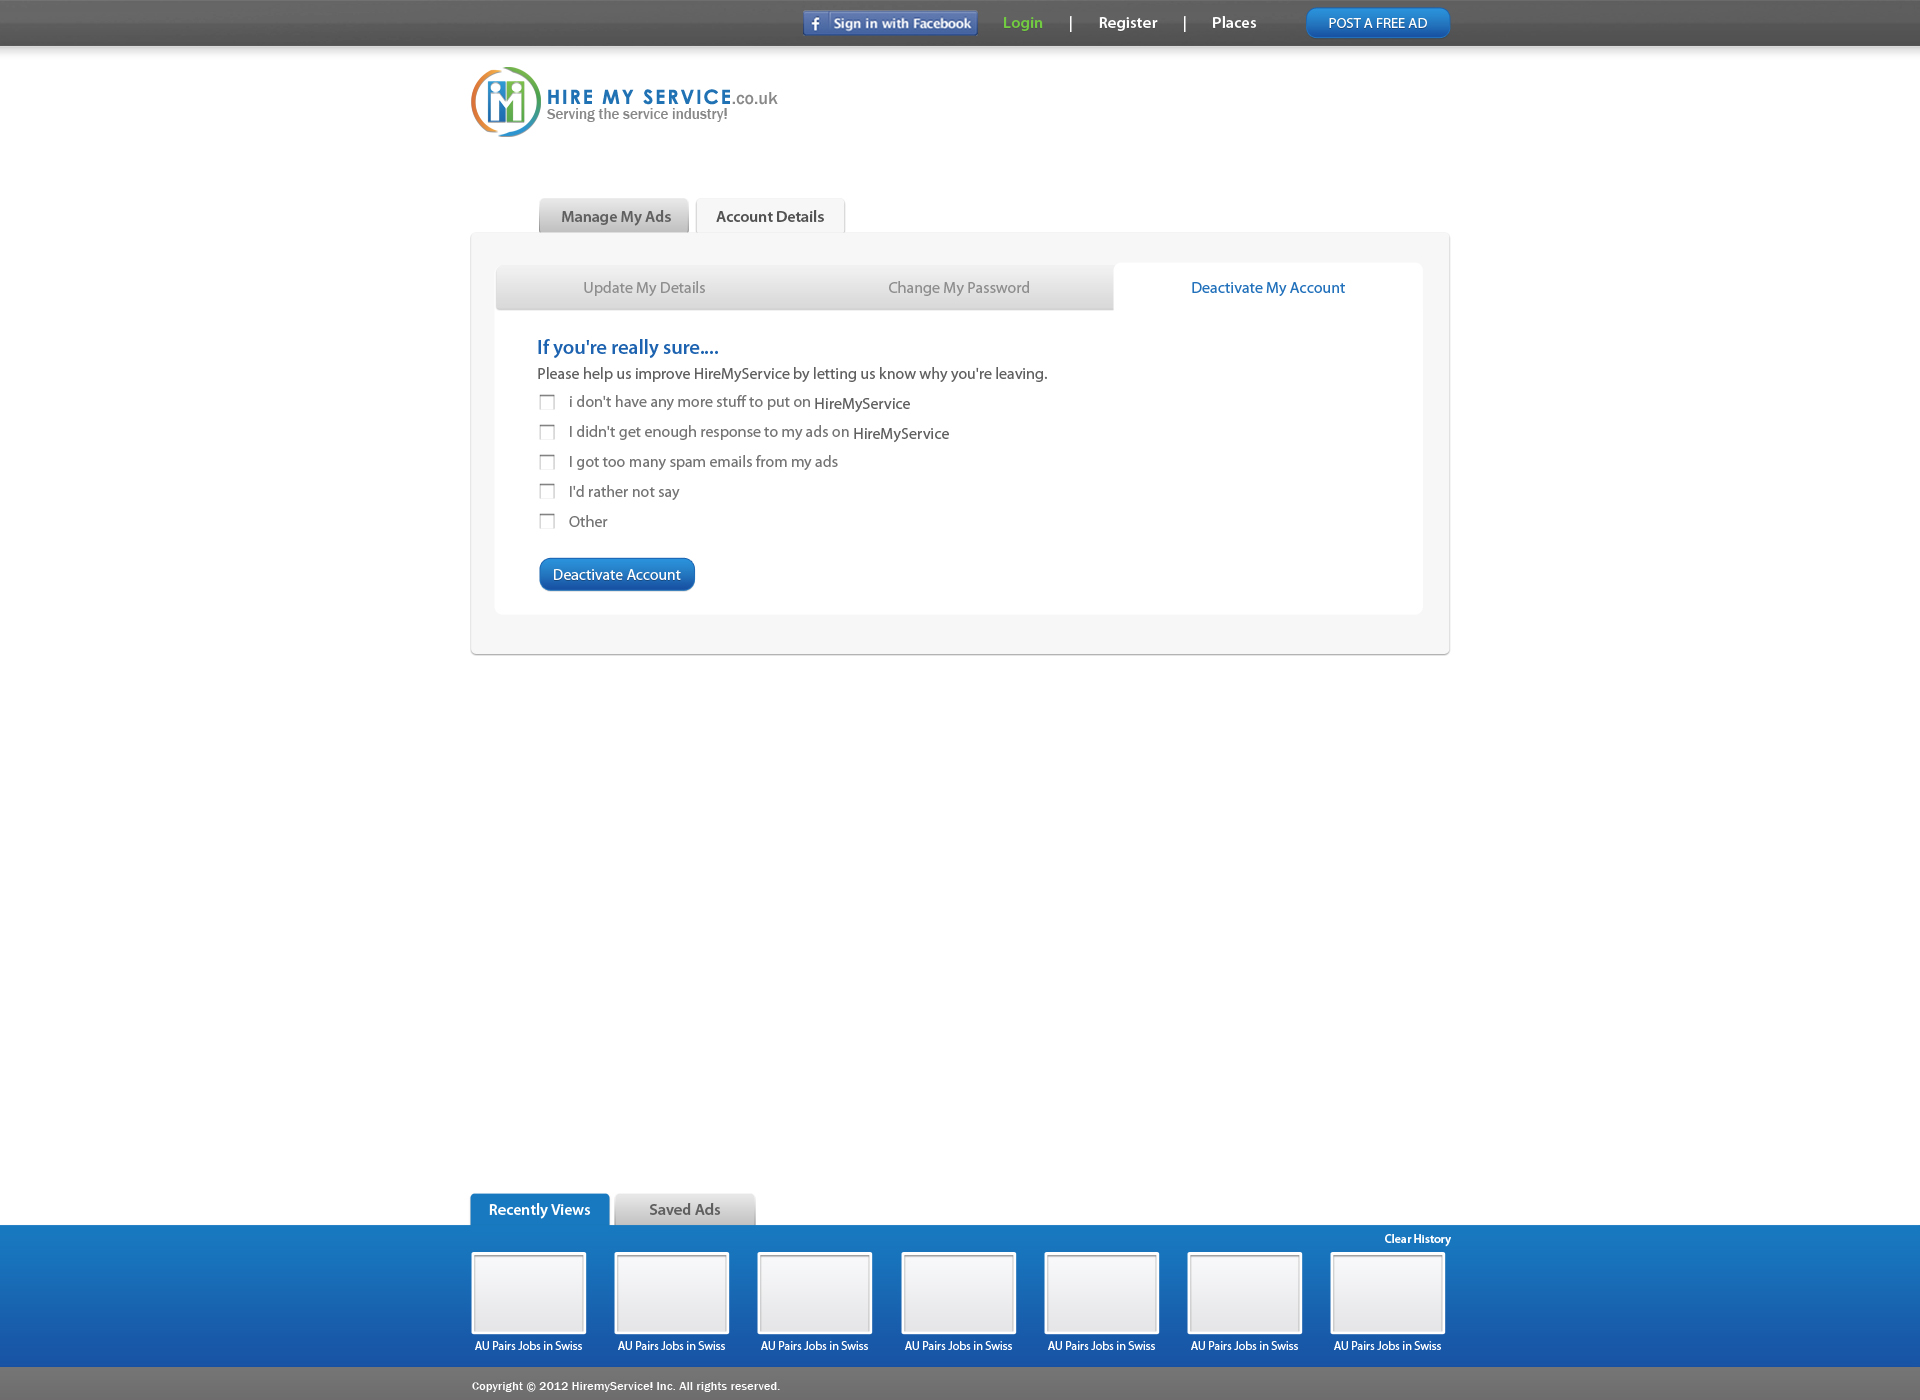 f Sign in with Facebook Login | Register | Places POST A FREE AD
HIRE MY SERVICE.co.uk
Serving the service industry!
Manage My Ads Account Details
Update My Details Change My Password Deactivate My Account
If you're really sure....
Please help us improve HireMyService by letting us know why you're leaving.
i don't have any more stuff to put on HireMyService
I didn't get enough response to my ads on HireMyService
I got too many spam emails from my ads
I'd rather not say
Other
Deactivate Account
Recently Views Saved Ads
Clear History
AU Pairs Jobs in Swiss AU Pairs Jobs in Swiss AU Pairs Jobs in Swiss AU Pairs Jobs in Swiss AU Pairs Jobs in Swiss AU Pairs Jobs in Swiss AU Pairs Jobs in Swiss
Copyright © 2012 HiremyService! Inc. All rights reserved.